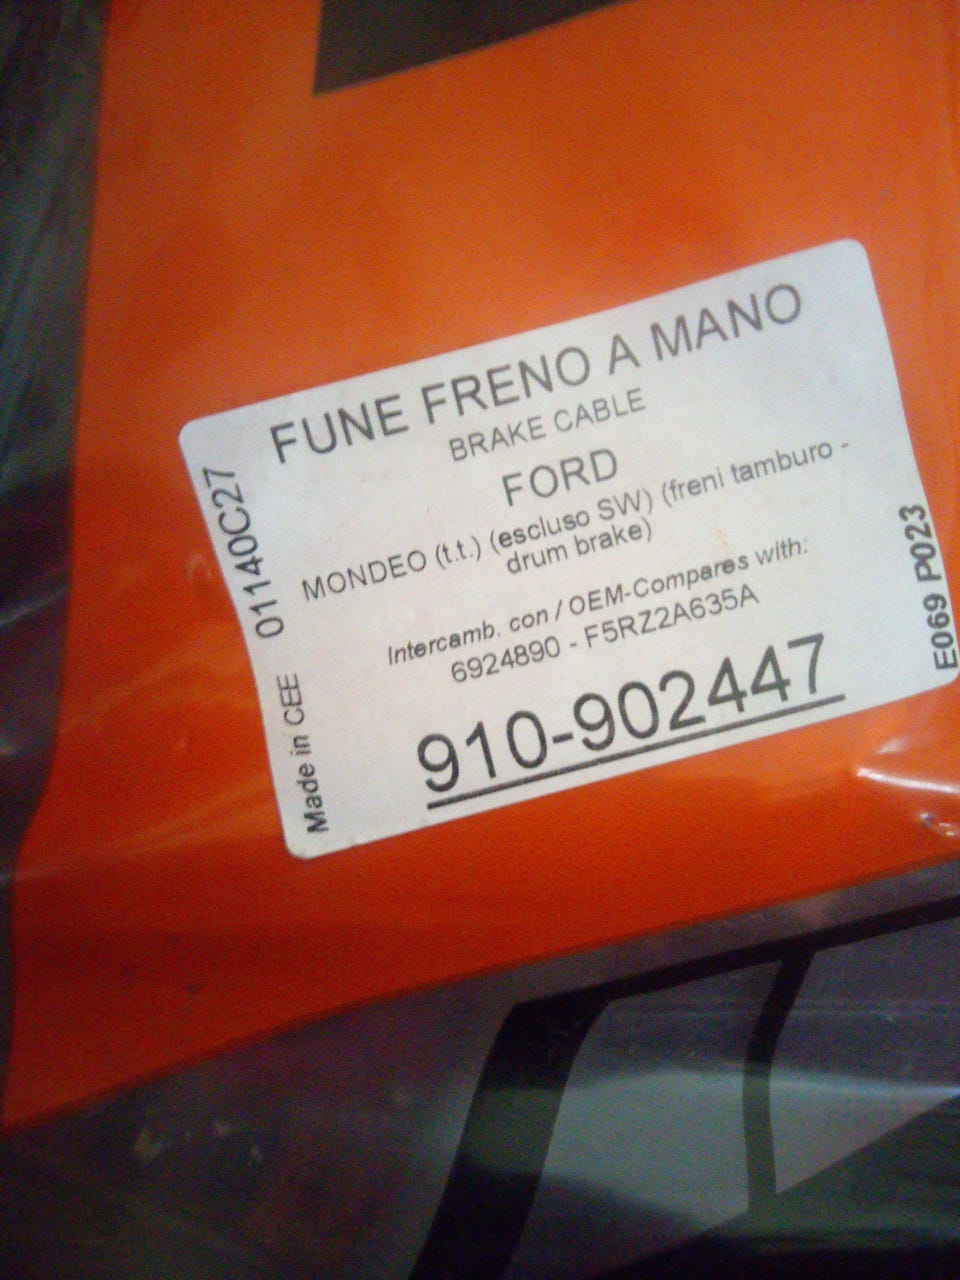 FUNE FRENO A MANO
BRAKE CABLE
FORD
MONDEO (t.t.) (escluso SW) (freni tamburo -
drum brake)
Intercamb. con / OEM-Compares with:
6924890 - F5RZ2A635A
910-902447
Made in CEE 01140C27
E069 P023